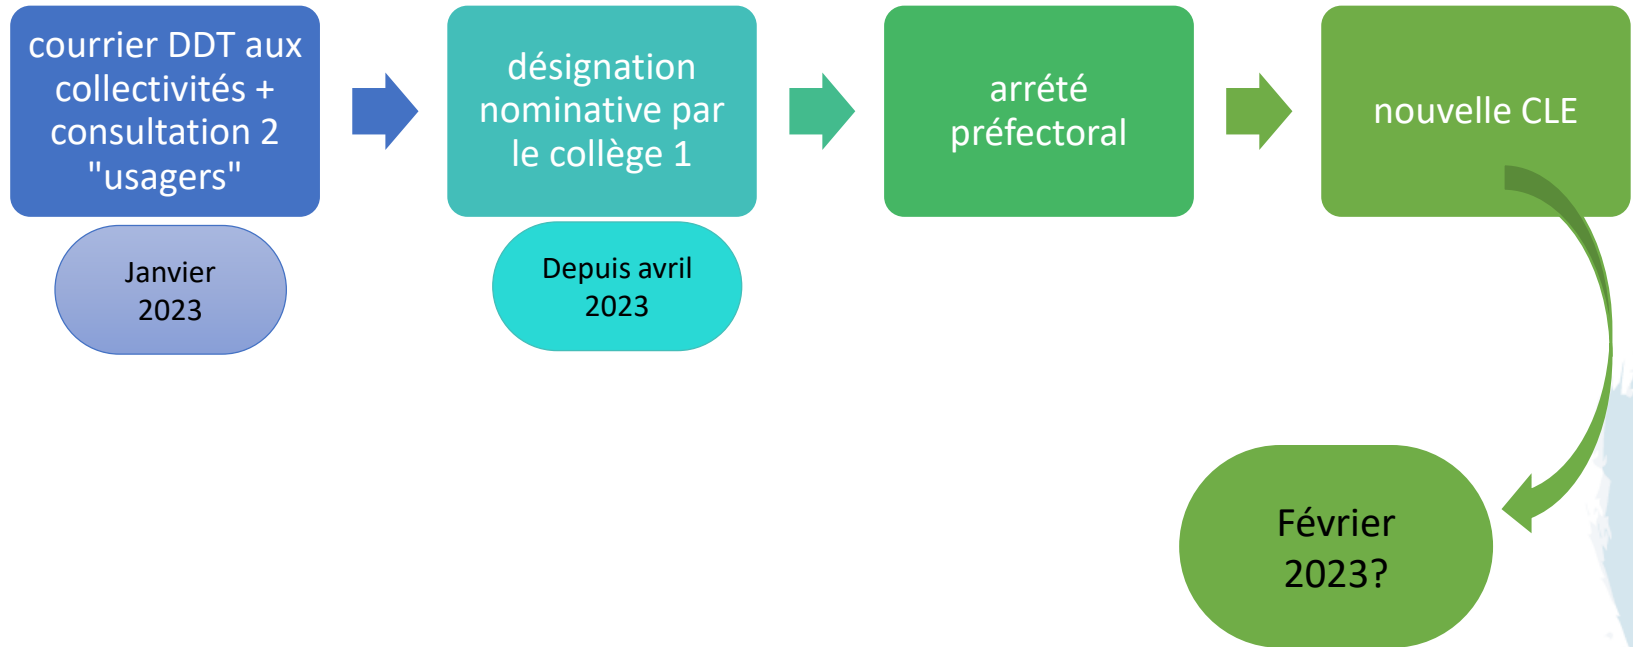 courrier DDT aux
collectivités +
consultation 2
"usagers"
Janvier
2023
désignation
nominative par
le collège 1
Depuis avril
2023
arrété
préfectoral
nouvelle CLE
Février
2023?